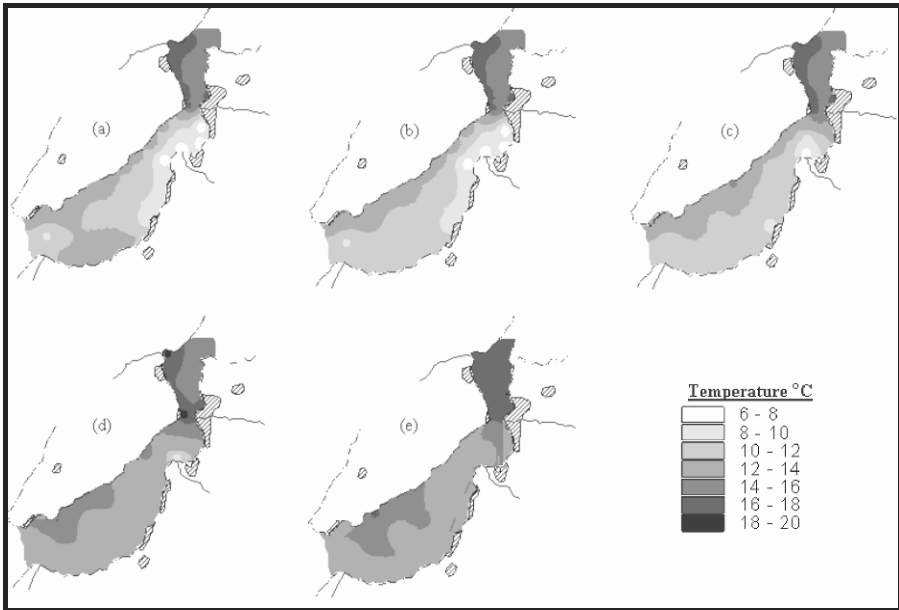 (a)
(b)
(c)
(d)
(e)
Temperature °C
6 - 8
8 - 10
10 - 12
12 - 14
14 - 16
16 - 18
18 - 20